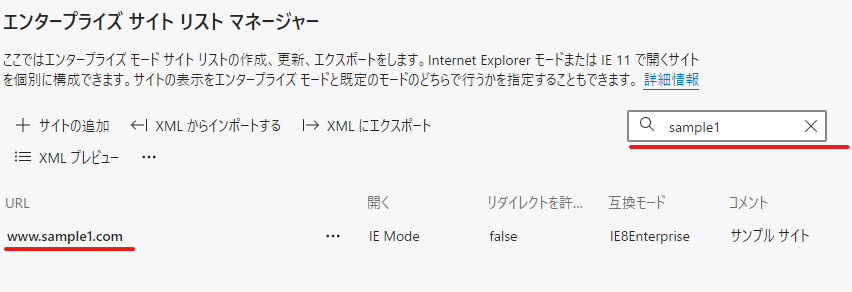 エンタープライズ サイト リスト マネージャー
ここではエンタープライズ モード サイト リストの作成、更新、エクスポートをします。Internet Explorer モードまたは IE 11 で開くサイト
を個別に構成できます。サイトの表示をエンタープライズ モードと既定のモードのどちらで行うかを指定することもできます。 詳細情報
サイトの追加 XML からインポートする XML にエクスポート sample1
XML プレビュー ...
URL 開く リダイレクトを許... 互換モード コメント
www.sample1.com ... IE Mode false IE8Enterprise サンプル サイト